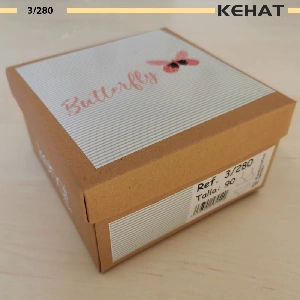 3/280
KEHAT
Butterfly
Ref. 3/280
Talla: 90